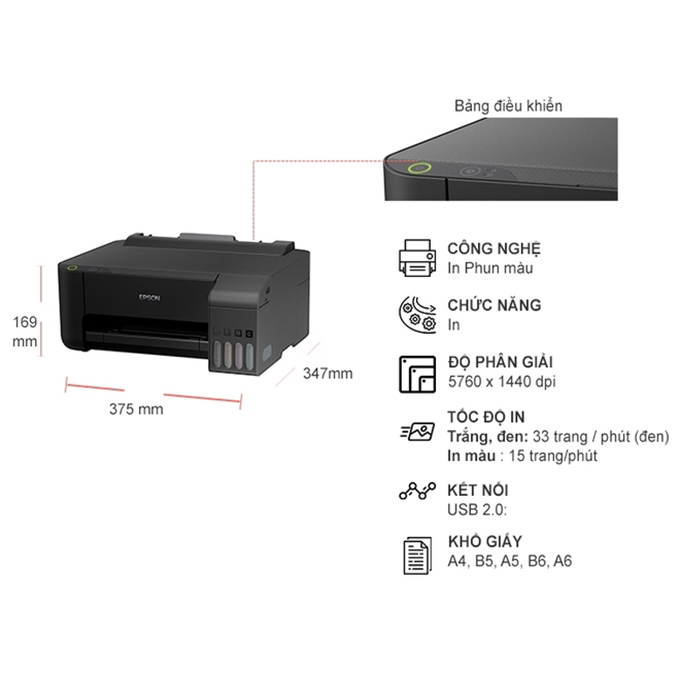 Bảng điều khiển
EPSON
169
mm
375 mm
347mm
CÔNG NGHỆ
In Phun màu
CHỨC NĂNG
In
ĐỘ PHÂN GIẢI
5760 x 1440 dpi
TỐC ĐỘ IN
Trắng, đen: 33 trang / phút (đen)
In màu : 15 trang/phút
KẾT NỐI
USB 2.0:
KHỔ GIẤY
A4, B5, A5, B6, A6